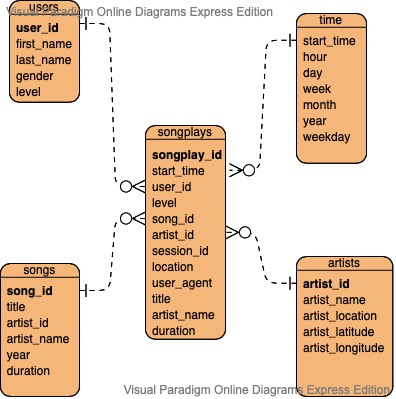 users
Visual Paradigm Online Diagrams Express Edition
user_id
first_name
last_name
gender
level
time
start_time
hour
day
week
month
year
weekday
songplays
songplay_id
start_time
user_id
level
song_id
artist_id
session_id
location
user_agent
title
artist_name
duration
songs
song_id
title
artist_id
artist_name
year
duration
artists
artist_id
artist_name
artist_location
artist_latitude
artist_longitude
Visual Paradigm Online Diagrams Express Edition